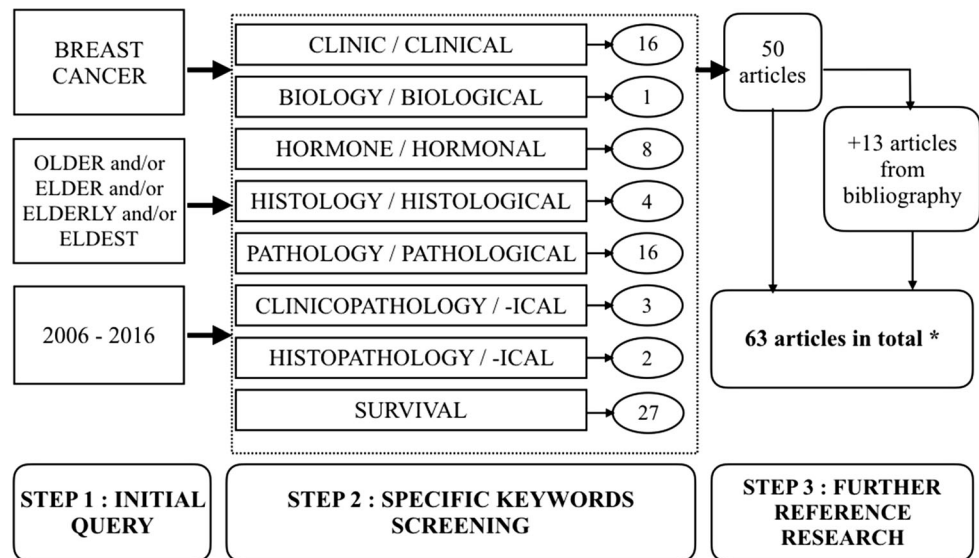 BREAST
CANCER
OLDER and/or
ELDER and/or
ELDERLY and/or
ELDEST
2006 - 2016
CLINIC / CLINICAL
16
BIOLOGY / BIOLOGICAL
1
HORMONE / HORMONAL
8
HISTOLOGY / HISTOLOGICAL
4
PATHOLOGY / PATHOLOGICAL
16
CLINICOPATHOLOGY / -ICAL
3
HISTOPATHOLOGY / -ICAL
2
SURVIVAL
27
50
articles
+13 articles
from
bibliography
63 articles in total *
STEP 1 : INITIAL
QUERY
STEP 2 : SPECIFIC KEYWORDS
SCREENING
STEP 3 : FURTHER
REFERENCE
RESEARCH